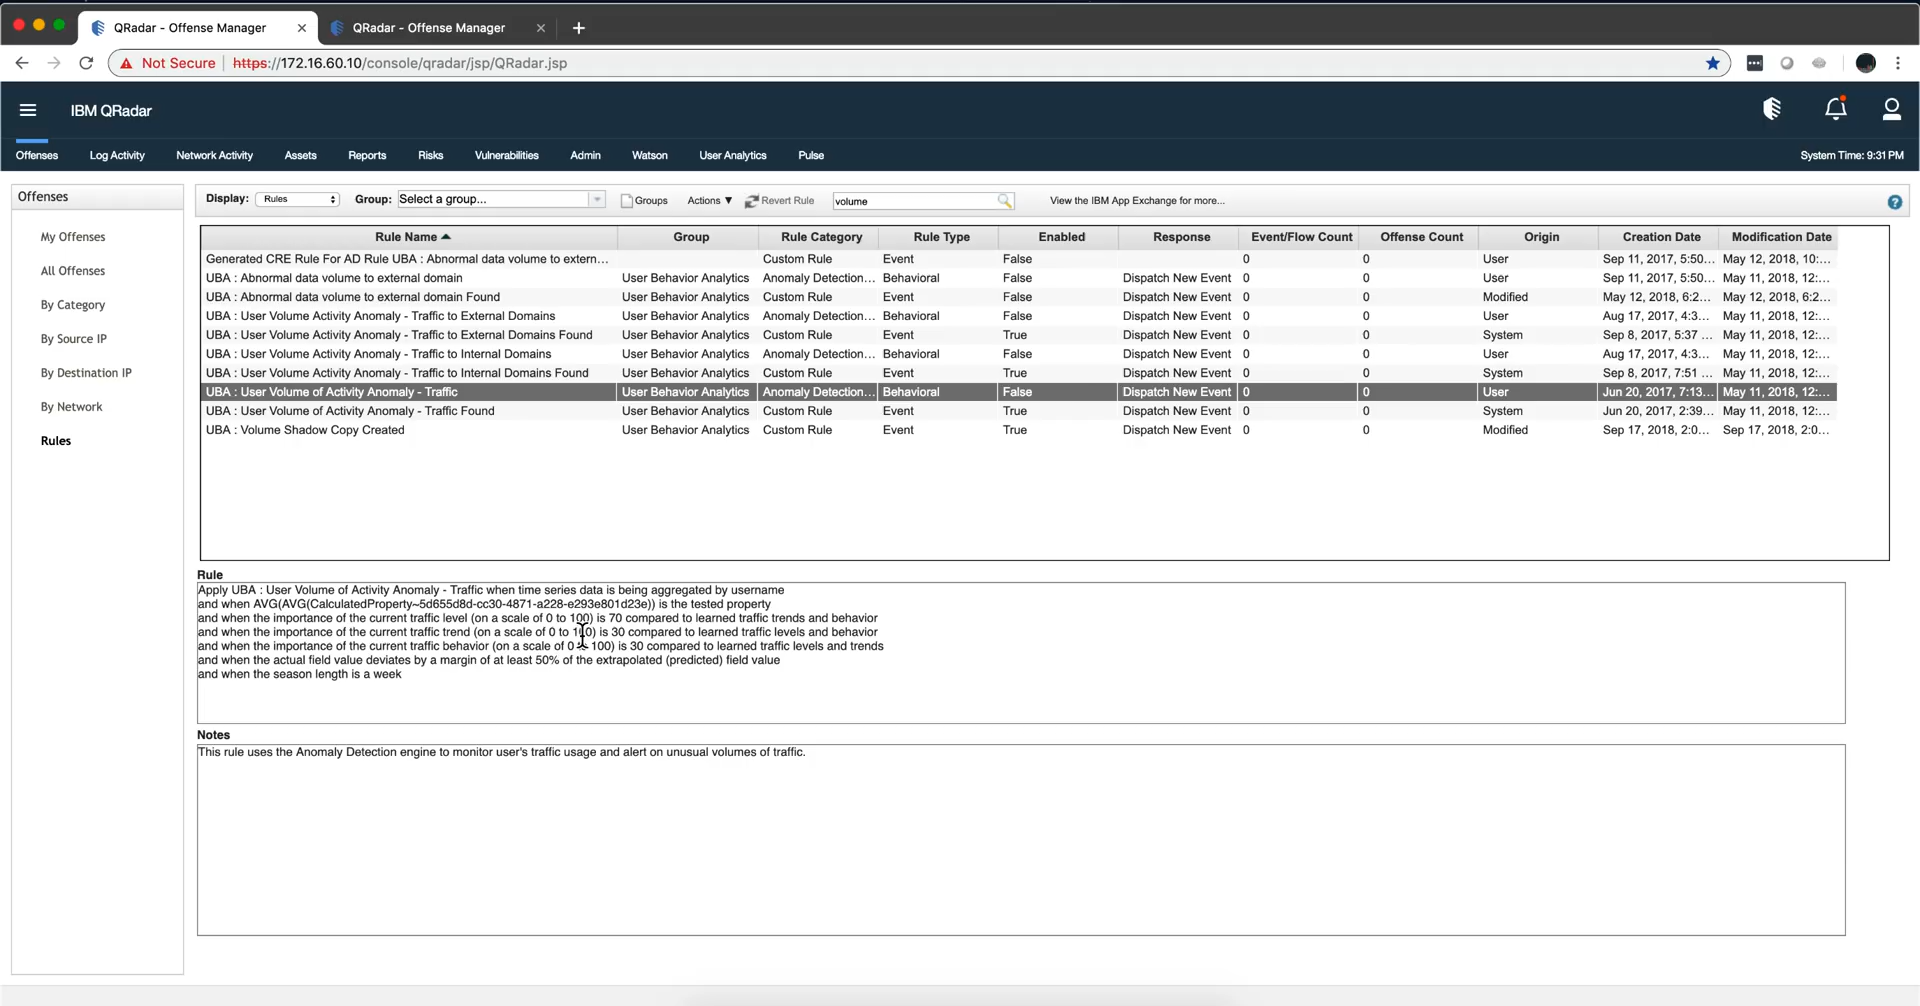 QRadar - Offense Manager
QRadar - Offense Manager
Not Secure https://172.16.60.10/console/qradar/jsp/QRadar.jsp
IBM QRadar
Offenses Log Activity Network Activity Assets Reports Risks Vulnerabilities Admin Watson User Analytics Pulse System Time: 9:31 PM
Offenses
My Offenses
All Offenses
By Category
By Source IP
By Destination IP
By Network
Rules
Display: Rules Group: Select a group... Groups Actions ▼ Revert Rule volume View the IBM App Exchange for more...
Rule Name Group Rule Category Rule Type Enabled Response Event/Flow Count Offense Count Origin Creation Date Modification Date
Generated CRE Rule For AD Rule UBA : Abnormal data volume to extern... Custom Rule Event False 0 0 User Sep 11, 2017, 5:50... May 12, 2018, 10:...
UBA : Abnormal data volume to external domain User Behavior Analytics Anomaly Detection... Behavioral False Dispatch New Event 0 0 User Sep 11, 2017, 5:50... May 11, 2018, 12:...
UBA : Abnormal data volume to external domain Found User Behavior Analytics Custom Rule Event False Dispatch New Event 0 0 Modified May 12, 2018, 6:2... May 12, 2018, 6:2...
UBA : User Volume Activity Anomaly - Traffic to External Domains User Behavior Analytics Anomaly Detection... Behavioral False Dispatch New Event 0 0 User Aug 17, 2017, 4:3... May 11, 2018, 12:...
UBA : User Volume Activity Anomaly - Traffic to External Domains Found User Behavior Analytics Custom Rule Event True Dispatch New Event 0 0 System Sep 8, 2017, 5:37 ... May 11, 2018, 12:...
UBA : User Volume Activity Anomaly - Traffic to Internal Domains User Behavior Analytics Anomaly Detection... Behavioral False Dispatch New Event 0 0 User Aug 17, 2017, 4:3... May 11, 2018, 12:...
UBA : User Volume Activity Anomaly - Traffic to Internal Domains Found User Behavior Analytics Custom Rule Event True Dispatch New Event 0 0 System Sep 8, 2017, 7:51 ... May 11, 2018, 12:...
UBA : User Volume of Activity Anomaly - Traffic User Behavior Analytics Anomaly Detection... Behavioral False Dispatch New Event 0 0 User Jun 20, 2017, 7:13... May 11, 2018, 12:...
UBA : User Volume of Activity Anomaly - Traffic Found User Behavior Analytics Custom Rule Event True Dispatch New Event 0 0 System Jun 20, 2017, 2:39... May 11, 2018, 12:...
UBA : Volume Shadow Copy Created User Behavior Analytics Custom Rule Event True Dispatch New Event 0 0 Modified Sep 17, 2018, 2:0... Sep 17, 2018, 2:0...
Rule
Apply UBA : User Volume of Activity Anomaly - Traffic when time series data is being aggregated by username
and when AVG(AVG(CalculatedProperty~5d655d8d-cc30-4871-a228-e293e801d23e)) is the tested property
and when the importance of the current traffic level (on a scale of 0 to 100) is 70 compared to learned traffic trends and behavior
and when the importance of the current traffic trend (on a scale of 0 to 100) is 30 compared to learned traffic levels and behavior
and when the importance of the current traffic behavior (on a scale of 0 to 100) is 30 compared to learned traffic levels and trends
and when the actual field value deviates by a margin of at least 50% of the extrapolated (predicted) field value
and when the season length is a week
Notes
This rule uses the Anomaly Detection engine to monitor user's traffic usage and alert on unusual volumes of traffic.